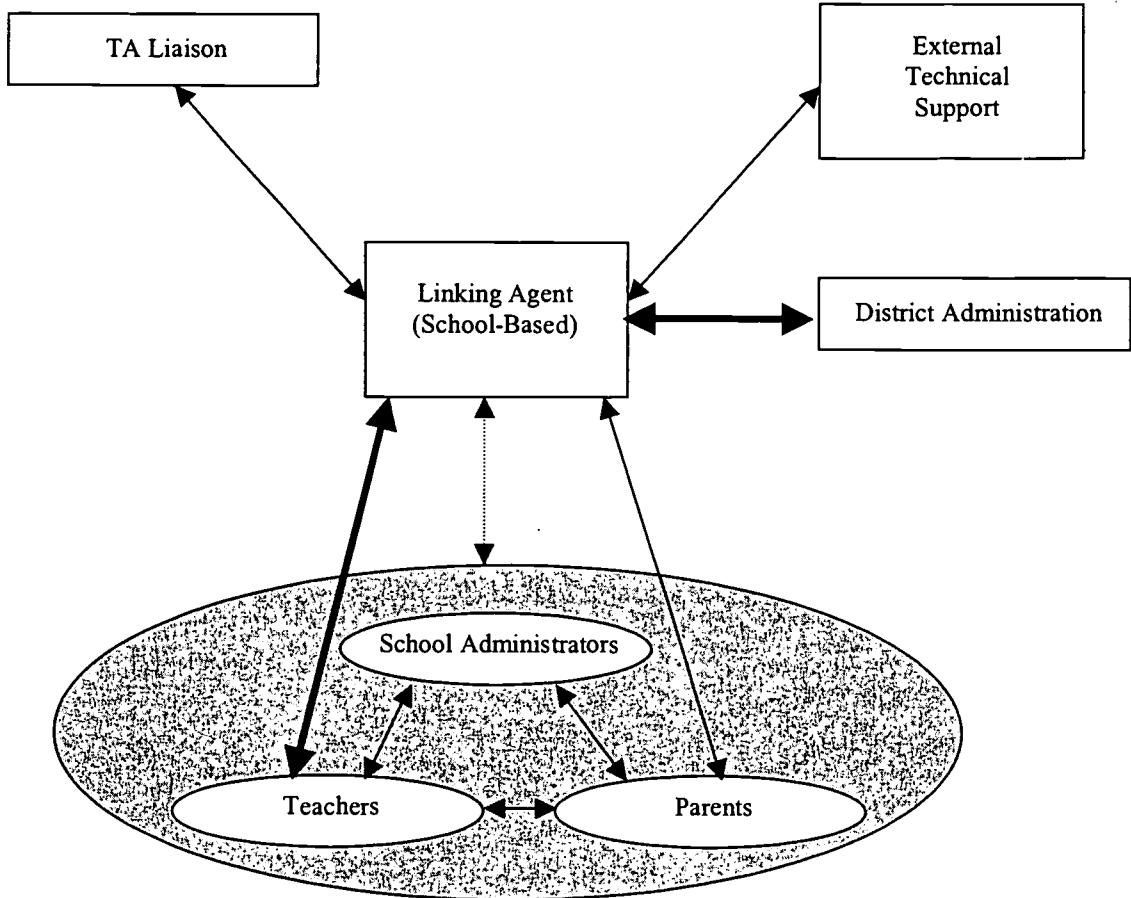 TA Liaison
External
Technical
Support
Linking Agent
(School-Based)
District Administration
School Administrators
Teachers
Parents